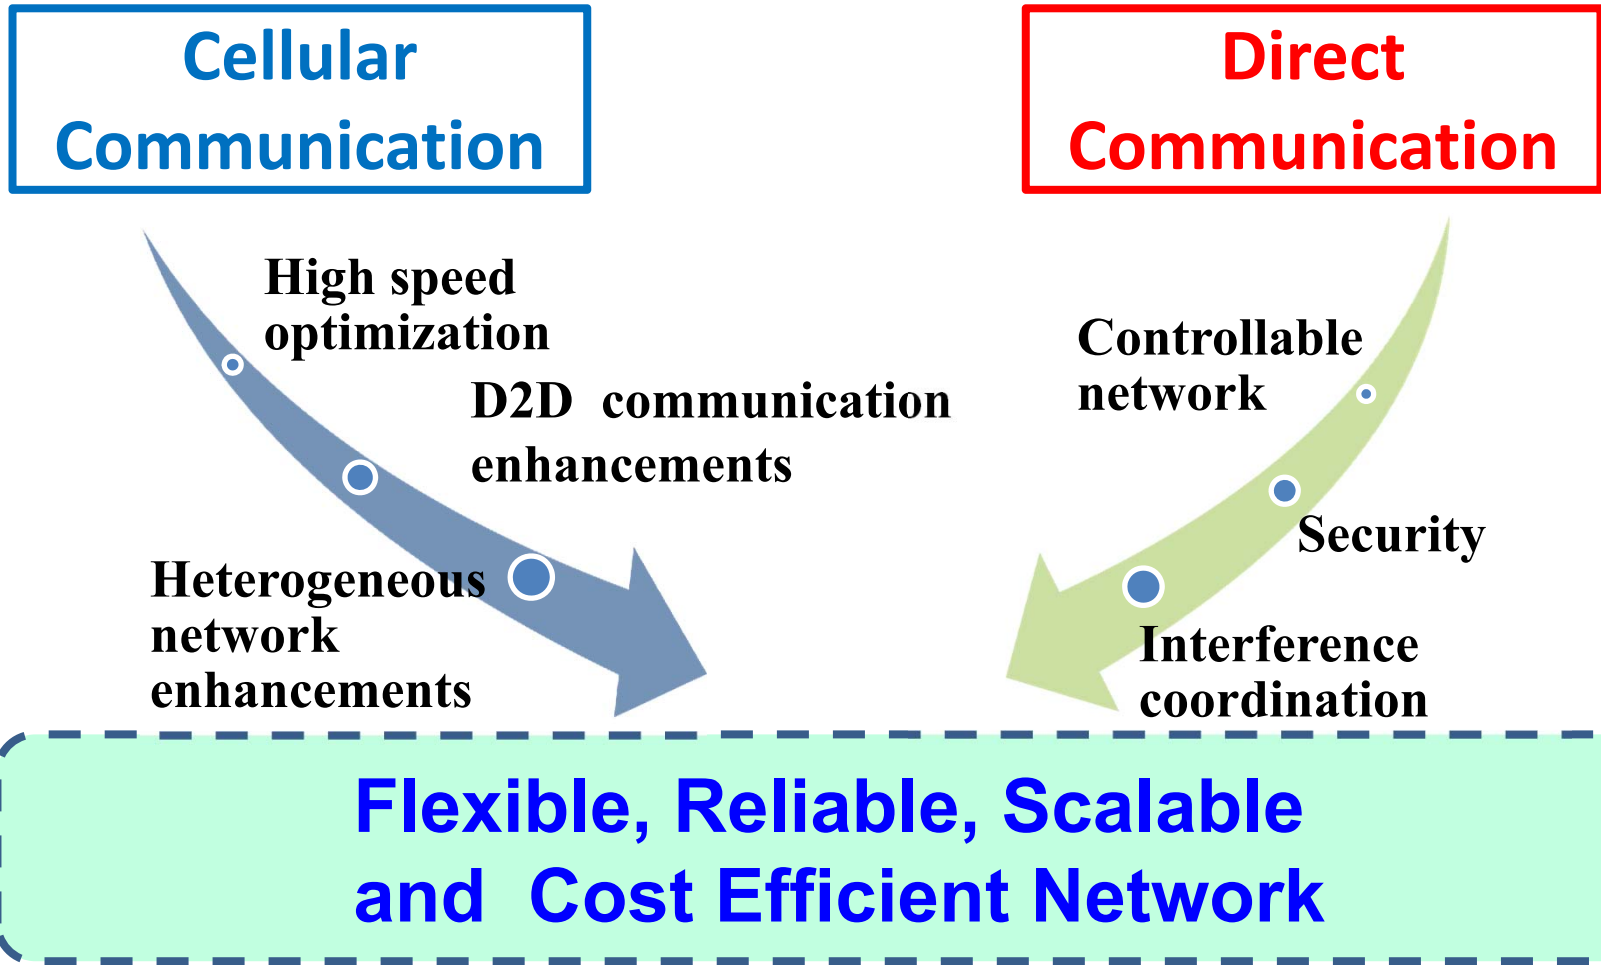 Cellular
Communication
Direct
Communication
High speed
optimization
D2D  communication
enhancements
Heterogeneous
network
enhancements
Controllable
network
Security
Interference
coordination
Flexible, Reliable, Scalable
and  Cost Efficient Network